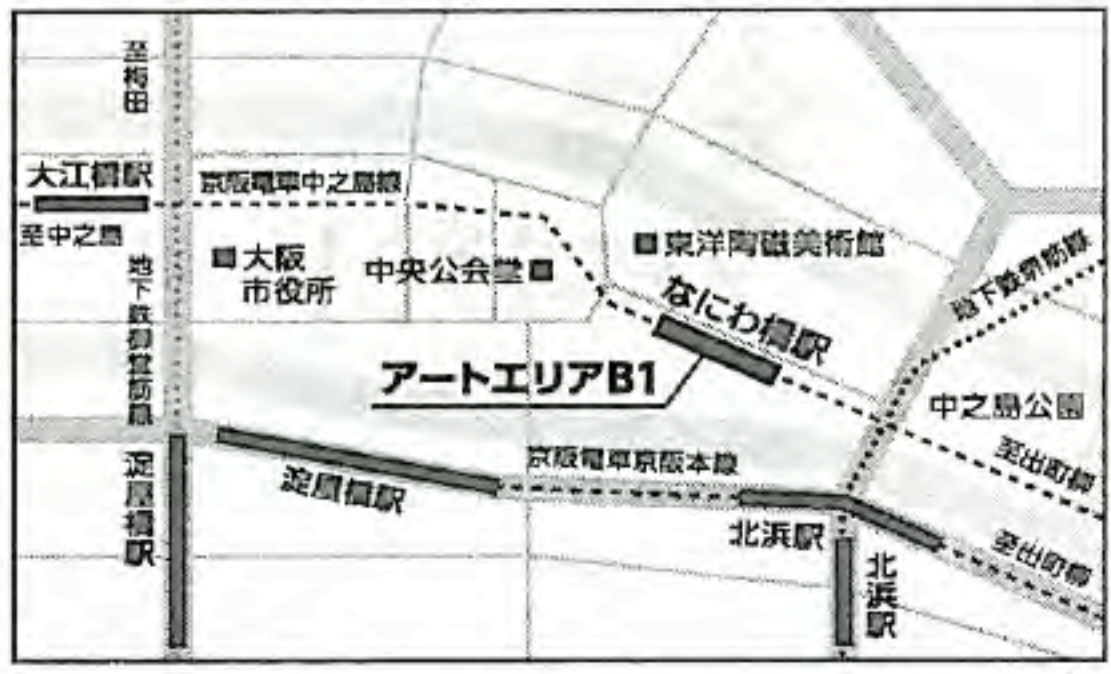 至梅田
大江橋駅
京阪電車中之島線
至中之島
地下鉄御堂筋線
大阪
市役所
中央公会堂
東洋陶磁美術館
なにわ橋駅
地下鉄堺筋線
アートエリアB1
中之島公園
至出町柳
淀屋橋駅
淀屋橋駅
京阪電車京阪本線
北浜駅
北浜駅
至出町柳